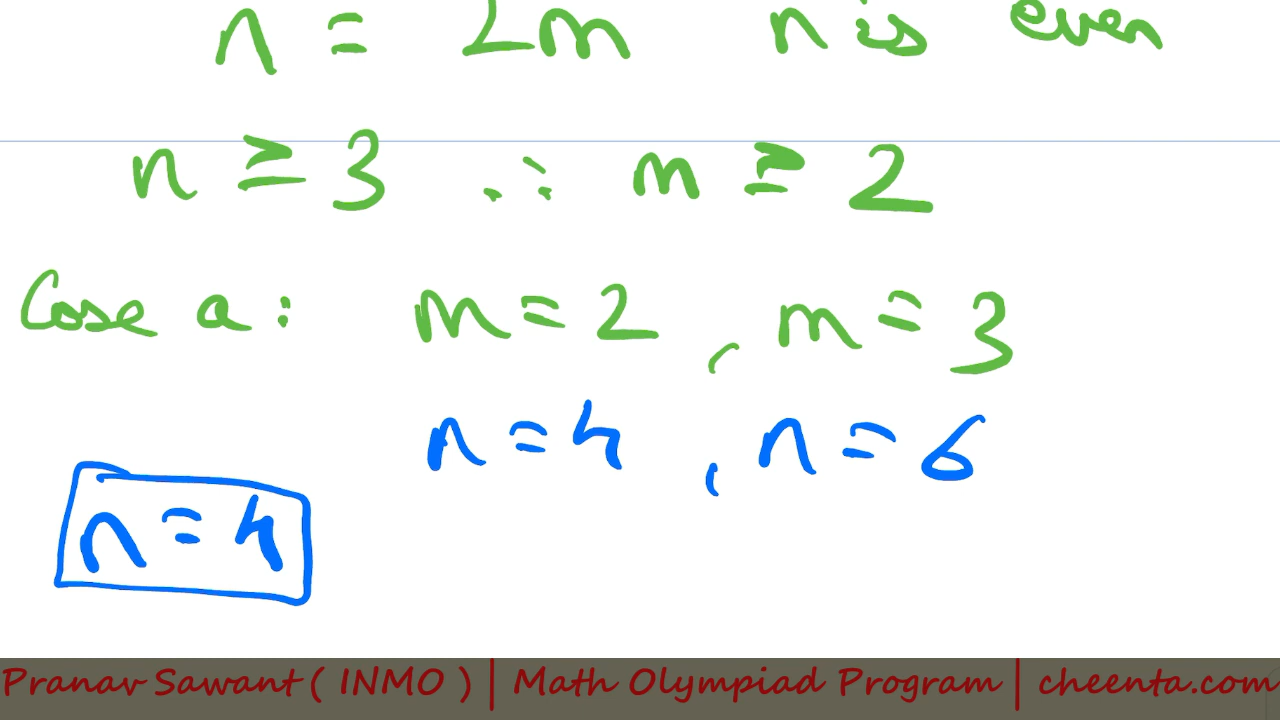 n = 2m n is even
n ≥ 3 ∴ m ≥ 2
Case a: m = 2, m = 3
n = 4, n = 6
n = 4
Pranav Sawant ( INMO ) | Math Olympiad Program | cheenta.com